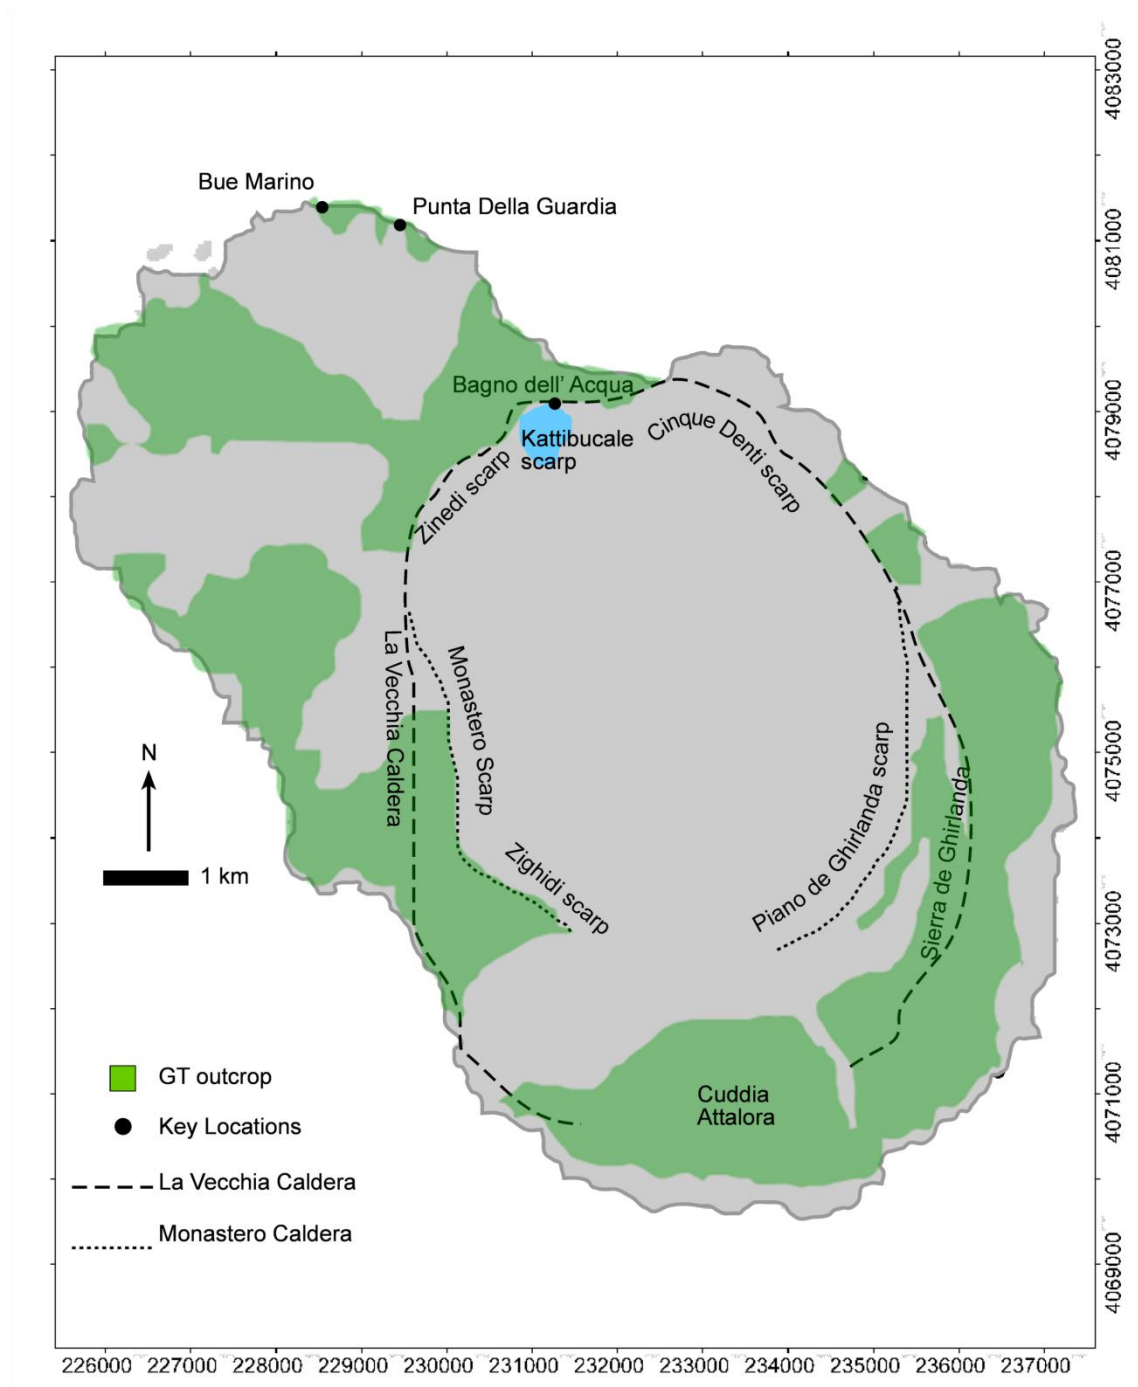 Bue Marino
Punta Della Guardia
Bagno dell' Acqua
Kattibucale
scarp
Cinque Denti scarp
Zinedi scarp
La Vecchia Caldera
Monastero Scarp
Zighidi scarp
Piano de Ghirlanda scarp
Sierra de Ghirlanda
Cuddia
Attalora
N
1 km
GT outcrop
Key Locations
La Vecchia Caldera
Monastero Caldera
4083000
4081000
4079000
4077000
4075000
4073000
4071000
4069000
226000 227000 228000 229000 230000 231000 232000 233000 234000 235000 236000 237000